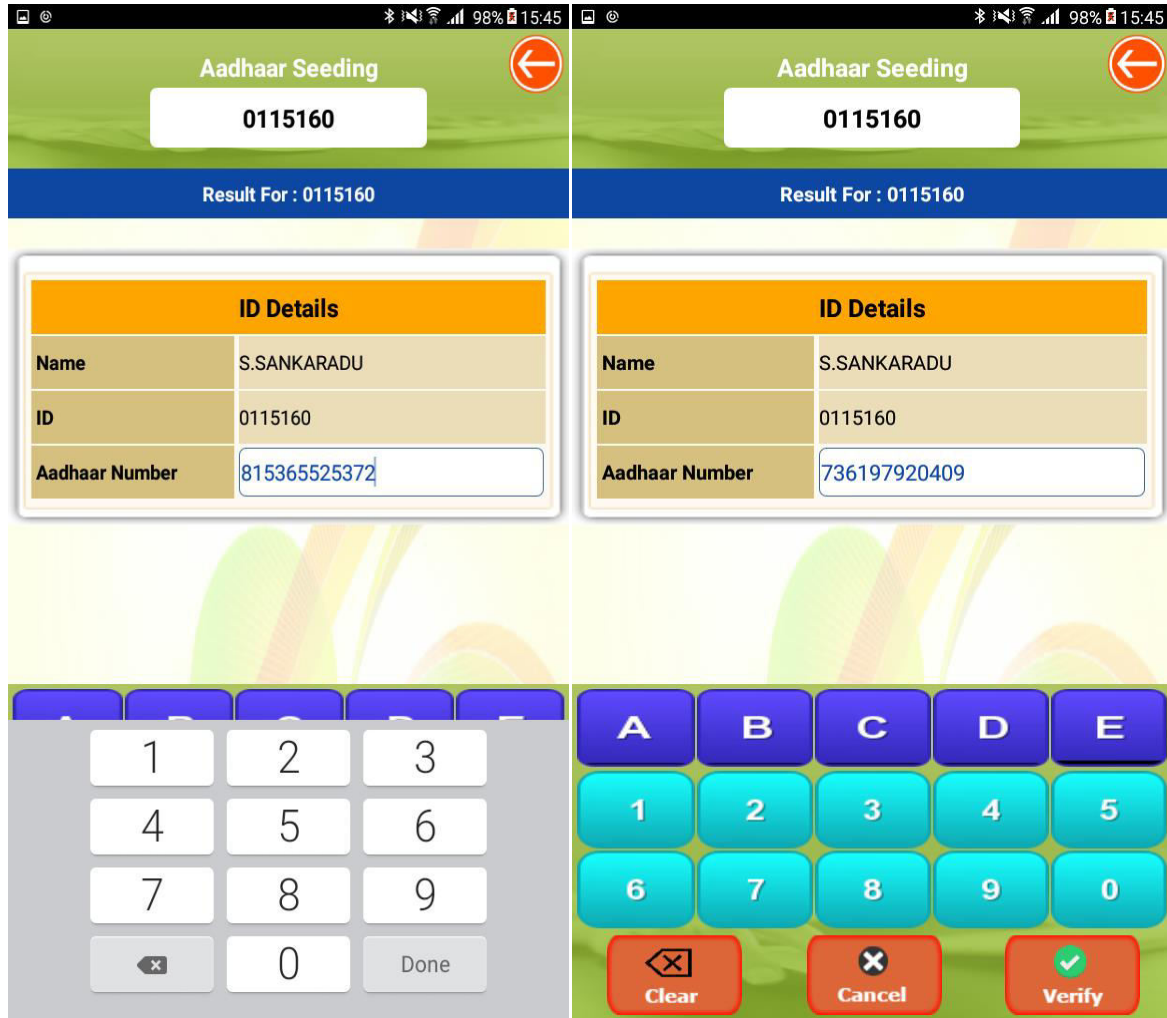 98% 15:45
Aadhaar Seeding
0115160
Result For : 0115160
ID Details
Name S.SANKARADU
ID 0115160
Aadhaar Number 815365525372
1 2 3
4 5 6
7 8 9
0 Done
98% 15:45
Aadhaar Seeding
0115160
Result For : 0115160
ID Details
Name S.SANKARADU
ID 0115160
Aadhaar Number 736197920409
A B C D E
1 2 3 4 5
6 7 8 9 0
Clear Cancel Verify